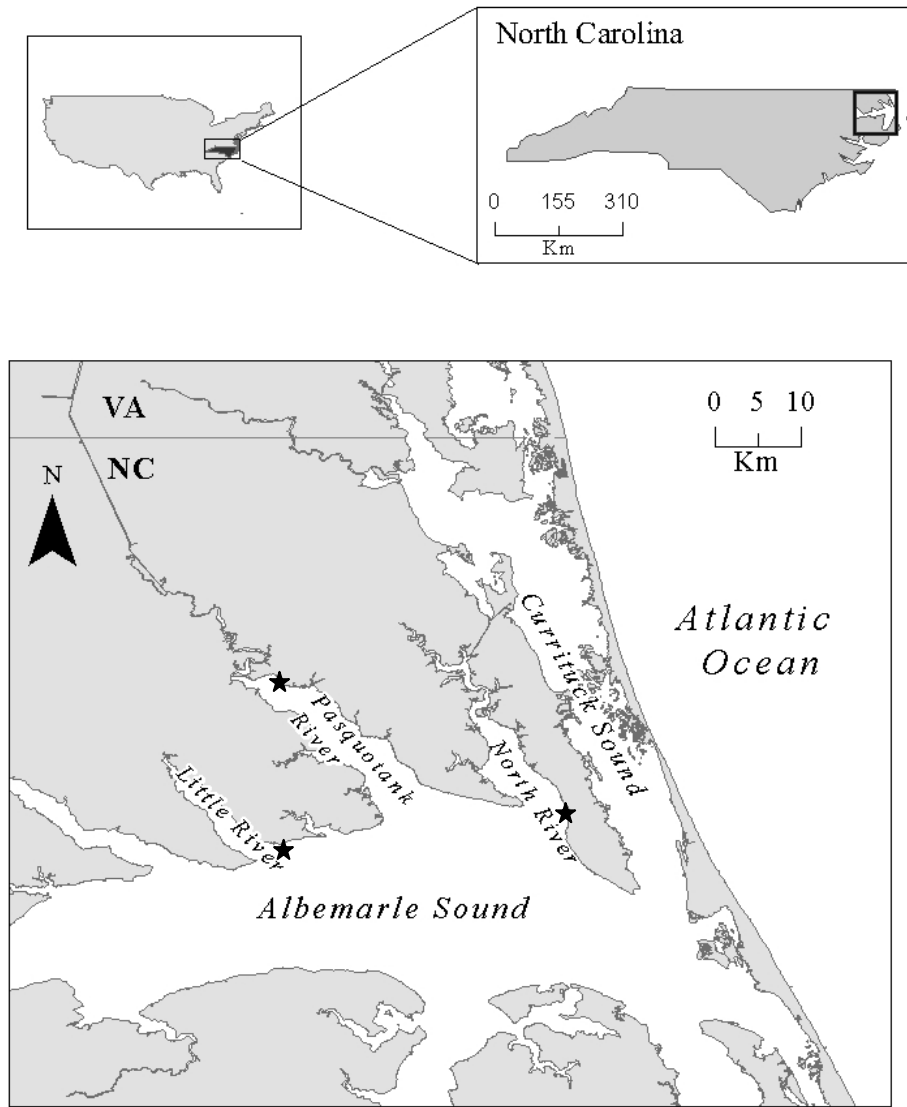 North Carolina
0 155 310
Km
VA
NC
N
0 5 10
Km
Atlantic
Ocean
Currituck Sound
Pasquotank
River
North River
Little River
Albemarle Sound